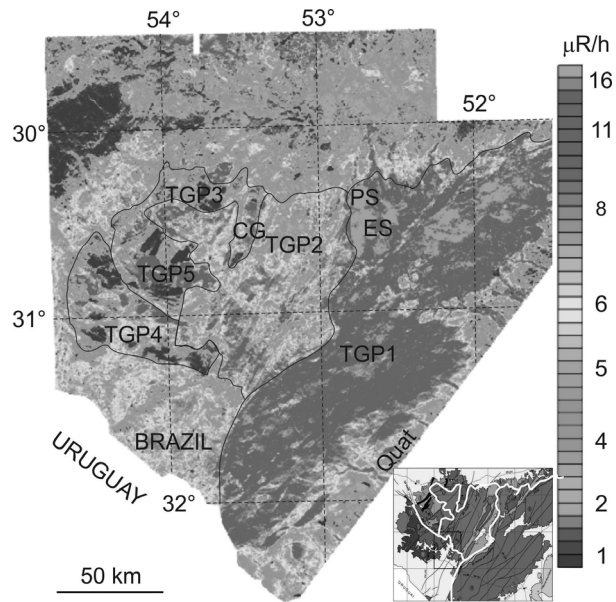 54° 53° μR/h
52° 16
30° 11
PS
TGP3 8
CG ES
TGP2
TGP5 6
31°
TGP4 5
TGP1
BRAZIL 4
Quat
URUGUAY
32° 2
50 km 1